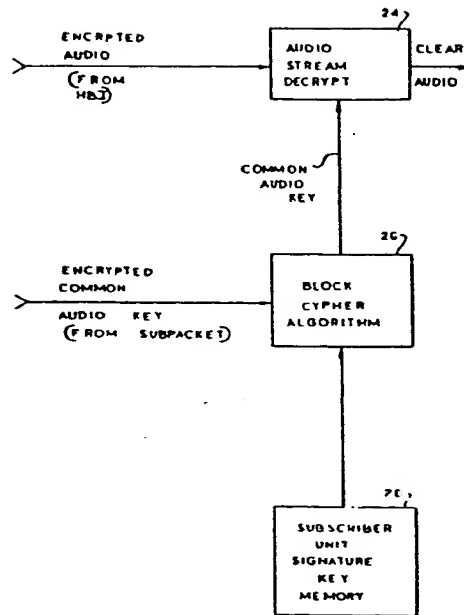 ENCRPTED
AUDIO
(FROM
HBI)
24
AUDIO
STREAM
DECRYPT
CLEAR
AUDIO
COMMON
AUDIO
KEY
ENCRYPTED
COMMON
AUDIO KEY
(FROM SUBPACKET)
26
BLOCK
CYPHER
ALGORITHM
SUBSCRIBER
UNIT
SIGNATURE
KEY
MEMORY